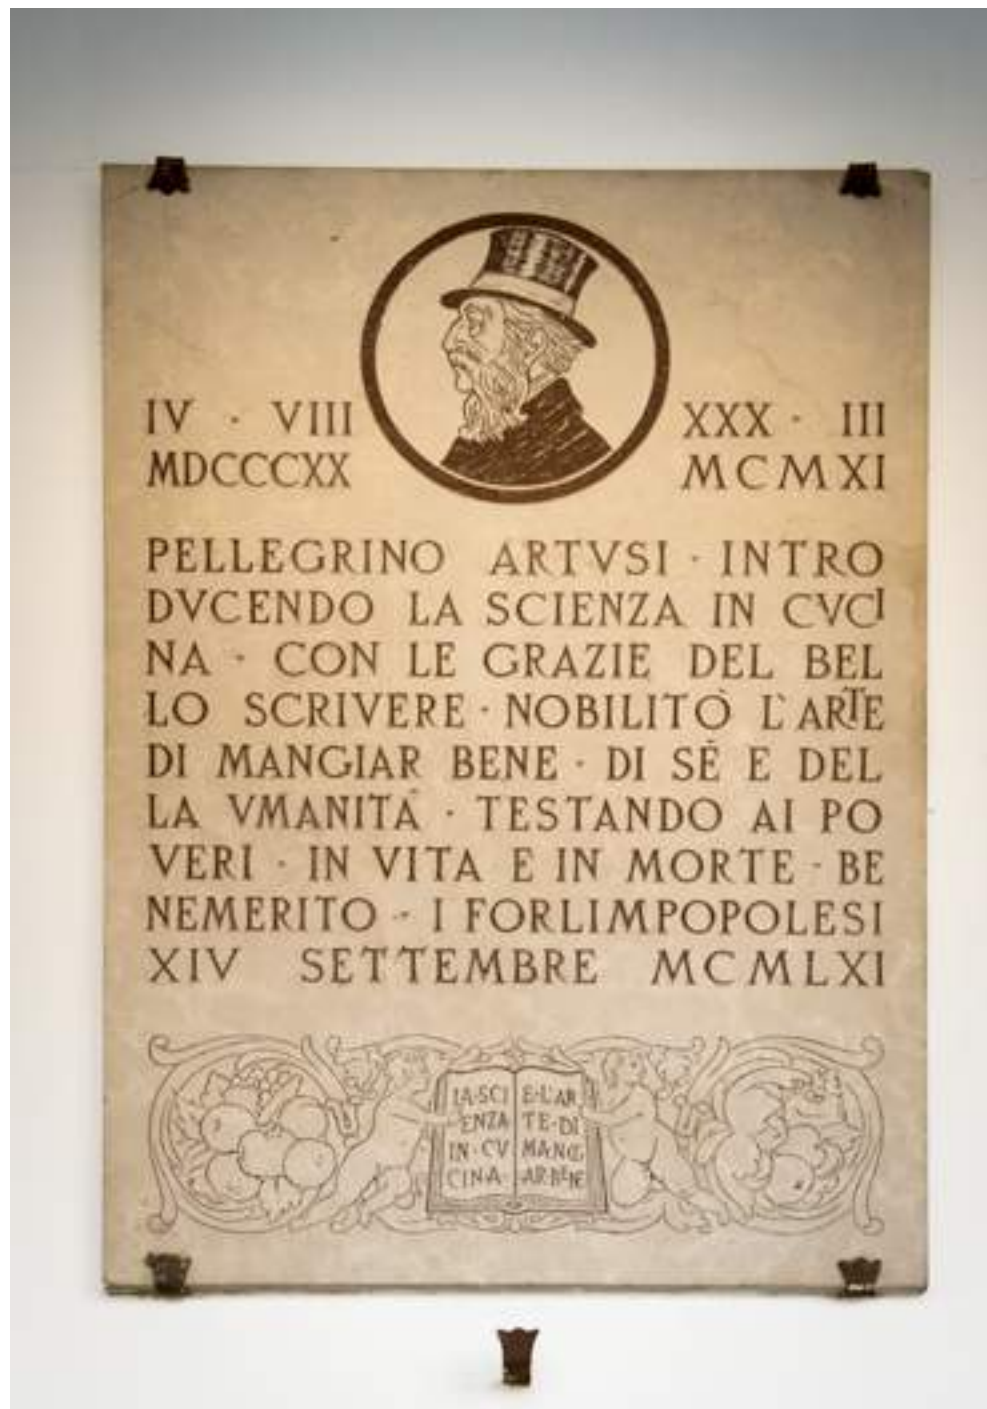 IV · VIII
MDCCCXX
XXX · III
MCMXI
PELLEGRINO ARTVSI · INTRO
DVCENDO LA SCIENZA IN CVCI
NA · CON LE GRAZIE DEL BEL
LO SCRIVERE · NOBILITÒ L'ARTE
DI MANGIAR BENE · DI SÈ E DEL
LA VMANITÀ · TESTANDO AI PO
VERI · IN VITA E IN MORTE · BE
NEMERITO · I FORLIMPOPOLESI
XIV SETTEMBRE MCMLXI
LA·SCI
ENZA
IN·CV
CINA
E·L'AR
TE·DI
MANGI
AR·BENE